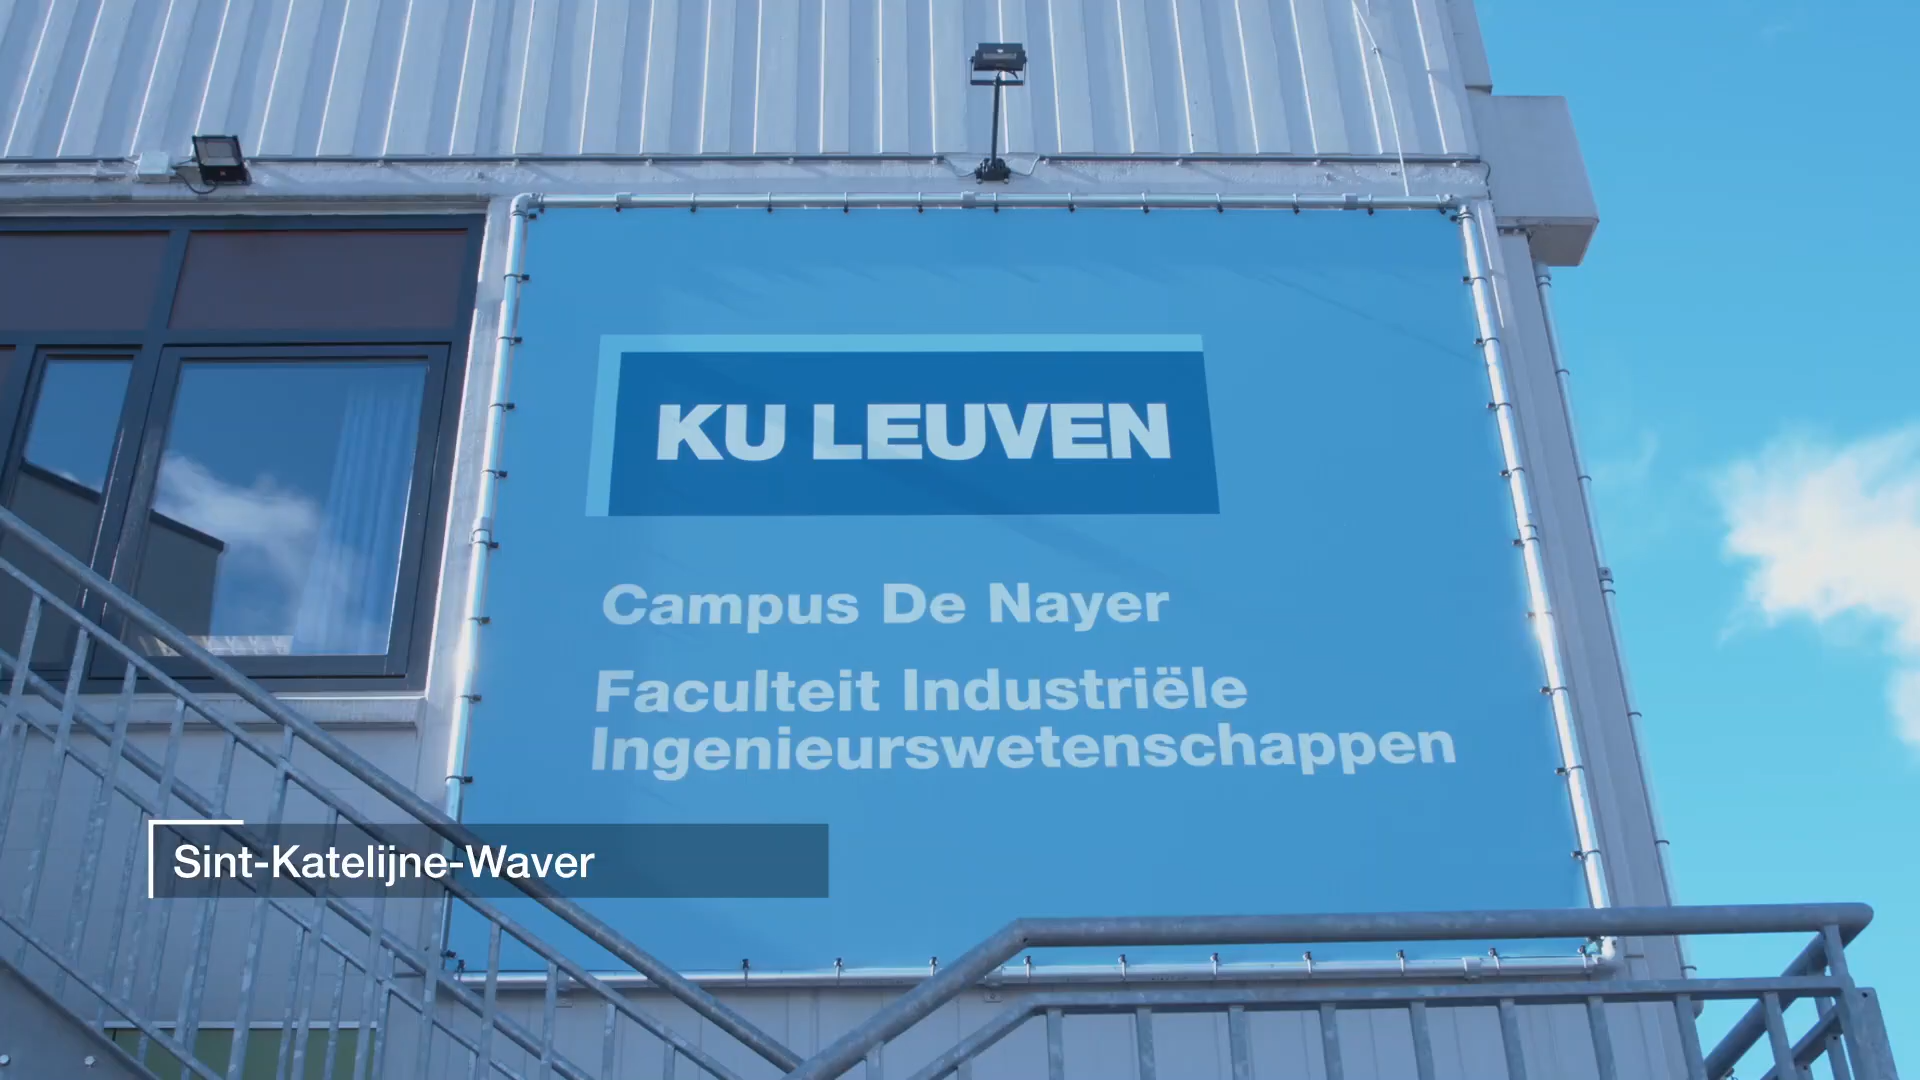 KU LEUVEN
Campus De Nayer
Faculteit Industriële
Ingenieurswetenschappen
Sint-Katelijne-Waver